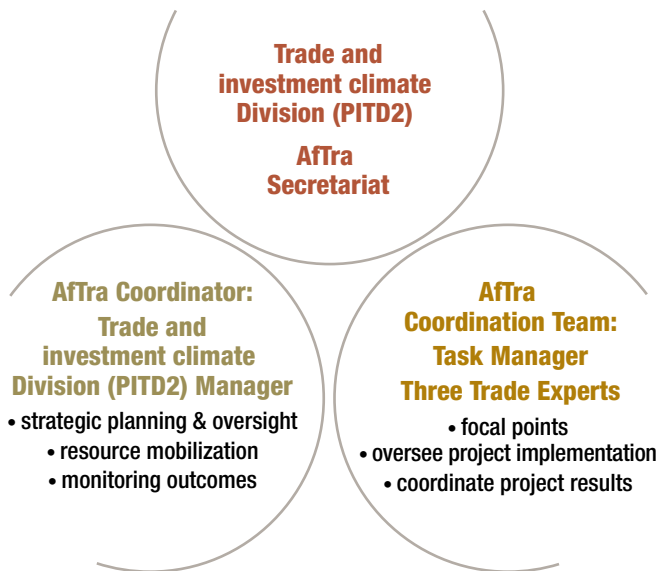 Trade and
investment climate
Division (PITD2)
AfTra
Secretariat
AfTra Coordinator:
Trade and
investment climate
Division (PITD2) Manager
• strategic planning & oversight
• resource mobilization
• monitoring outcomes
AfTra
Coordination Team:
Task Manager
Three Trade Experts
• focal points
• oversee project implementation
• coordinate project results